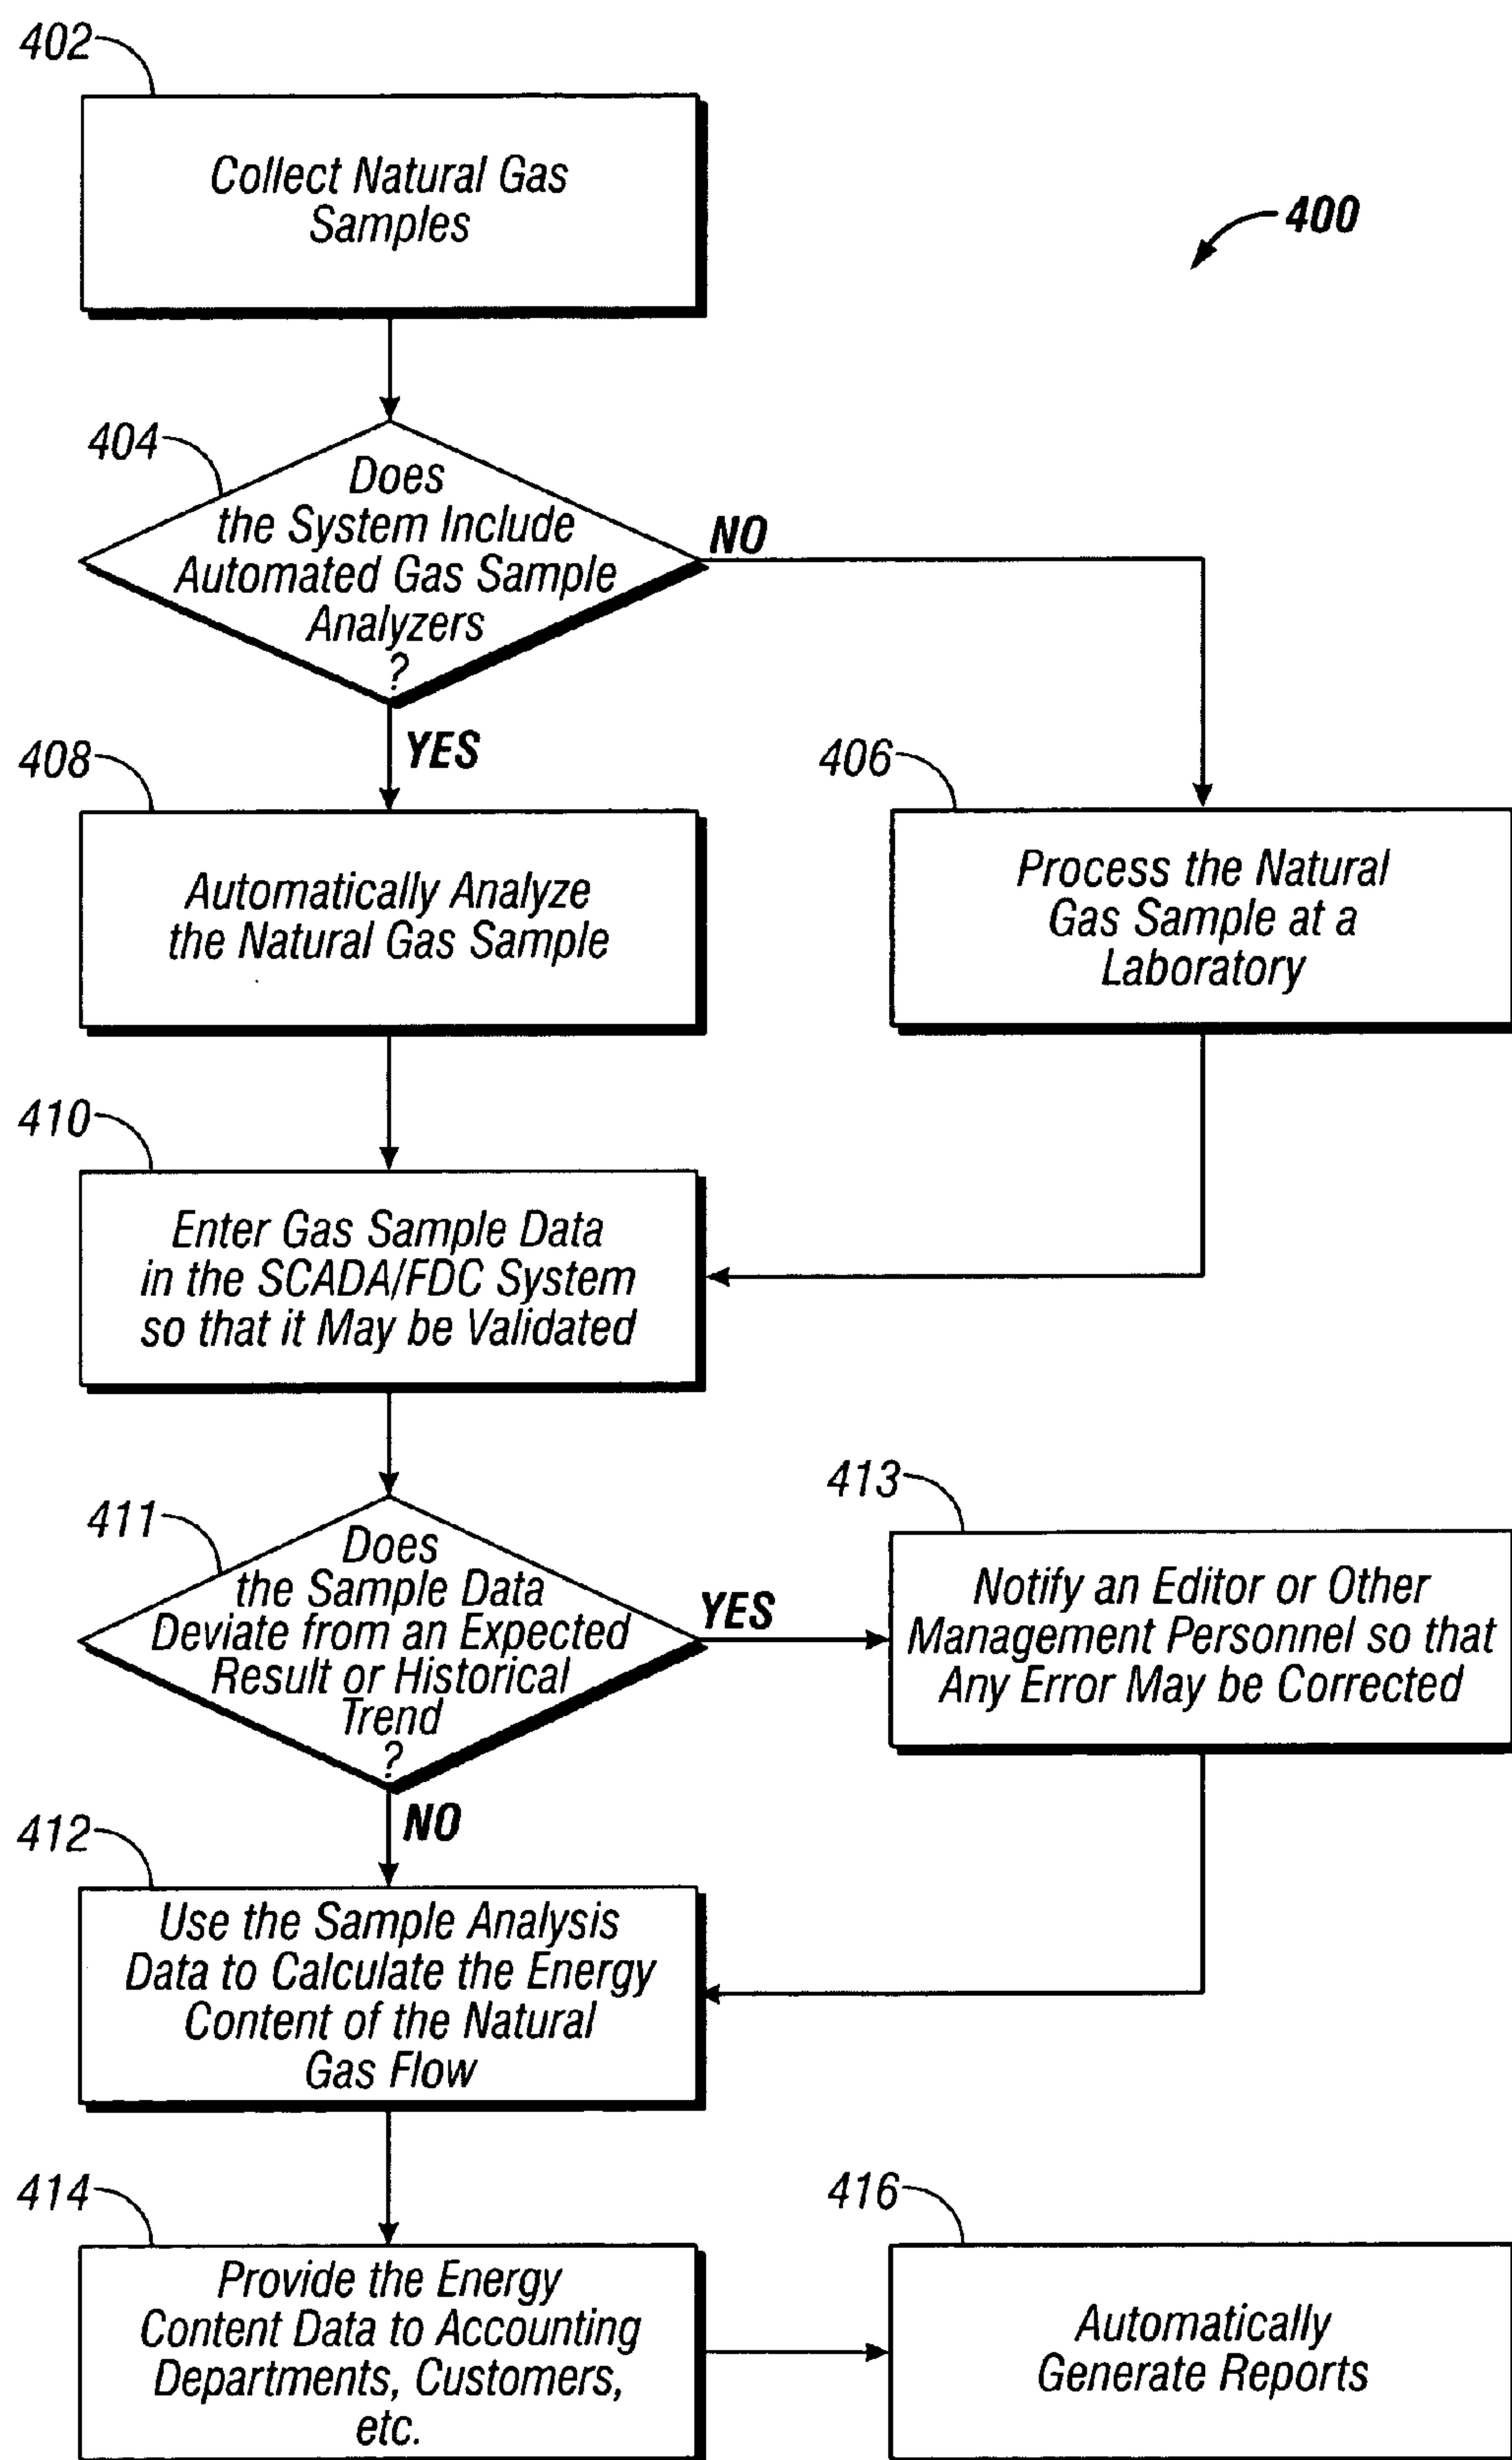 402
Collect Natural Gas
Samples
400
404
Does
the System Include
Automated Gas Sample
Analyzers
?
NO
YES
408
Automatically Analyze
the Natural Gas Sample
406
Process the Natural
Gas Sample at a
Laboratory
410
Enter Gas Sample Data
in the SCADA/FDC System
so that it May be Validated
411
Does
the Sample Data
Deviate from an Expected
Result or Historical
Trend
?
YES
413
Notify an Editor or Other
Management Personnel so that
Any Error May be Corrected
NO
412
Use the Sample Analysis
Data to Calculate the Energy
Content of the Natural
Gas Flow
414
Provide the Energy
Content Data to Accounting
Departments, Customers,
etc.
416
Automatically
Generate Reports